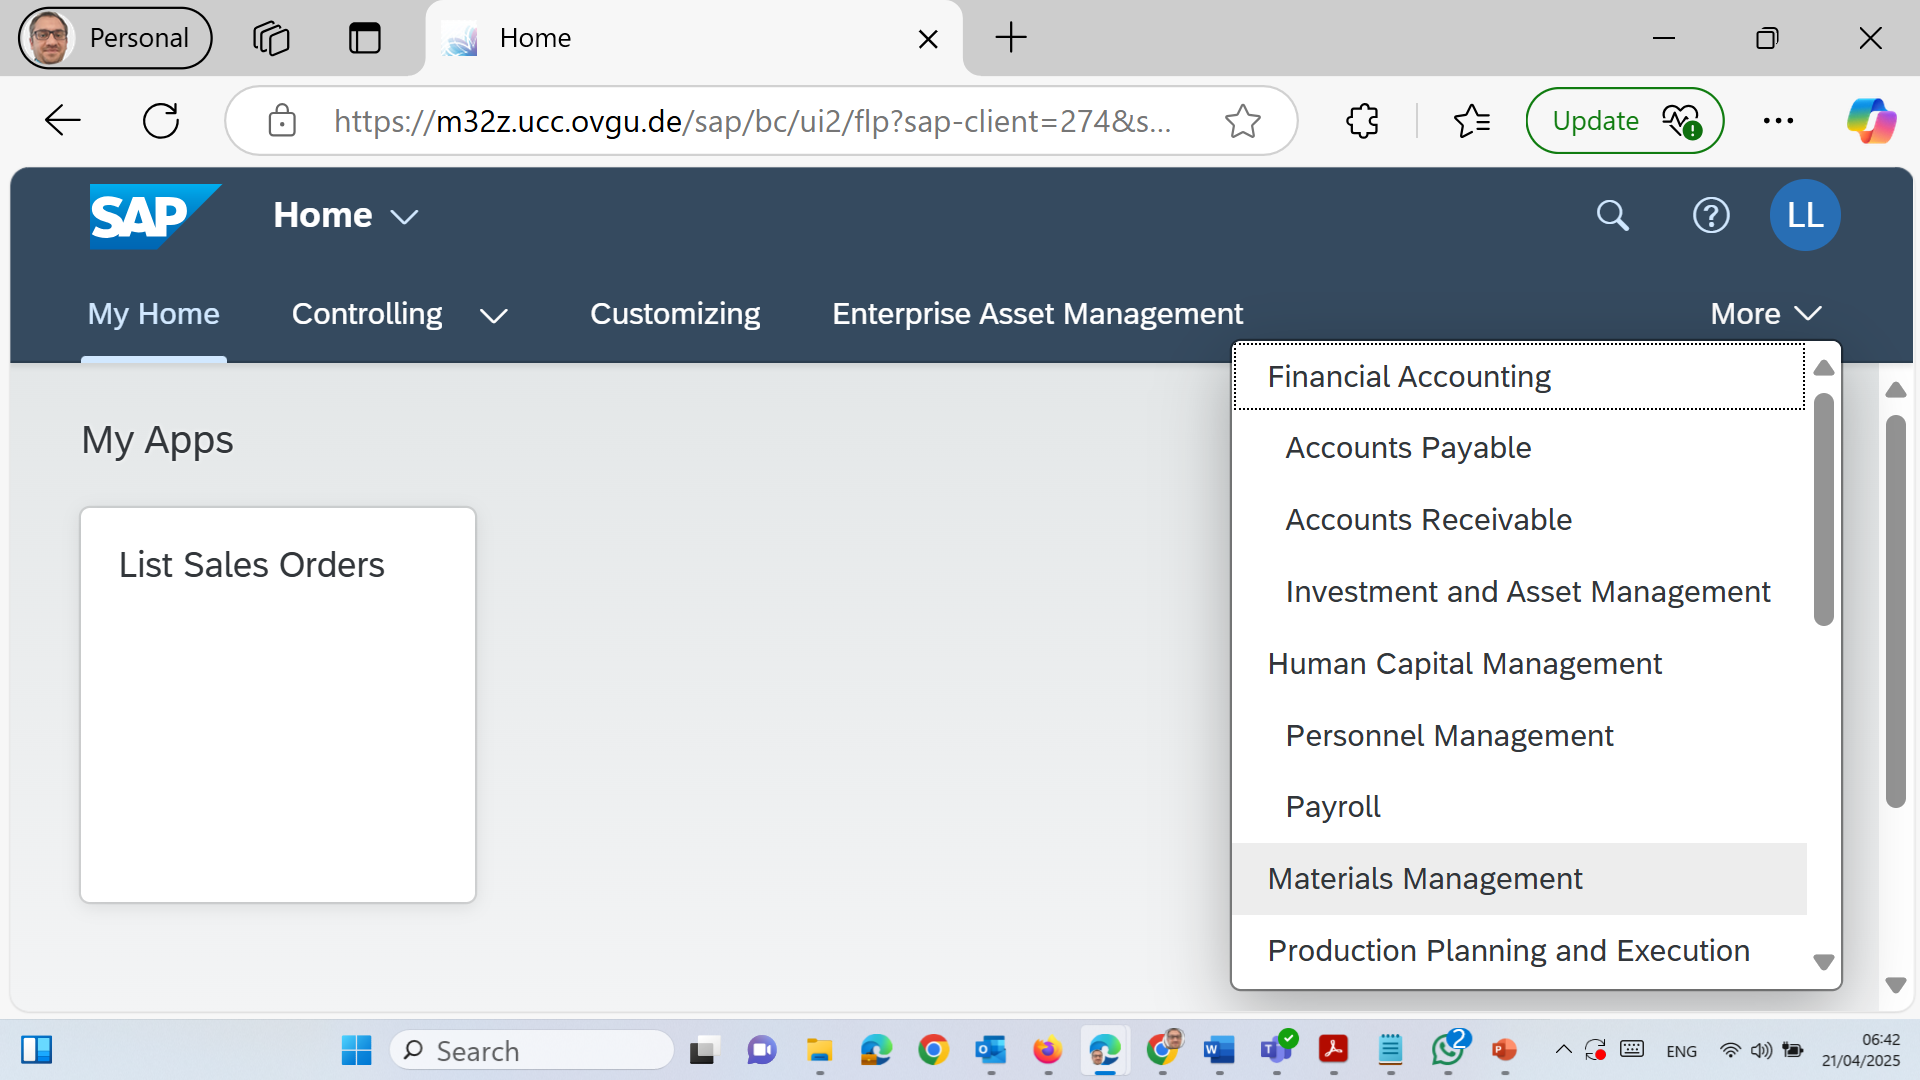 Personal
Home
https://m32z.ucc.ovgu.de/sap/bc/ui2/flp?sap-client=274&s...
Update
SAP
Home
LL
My Home
Controlling
Customizing
Enterprise Asset Management
More
Financial Accounting
Accounts Payable
Accounts Receivable
Investment and Asset Management
Human Capital Management
Personnel Management
Payroll
Materials Management
Production Planning and Execution
My Apps
List Sales Orders
Search
2
ENG
06:42
21/04/2025